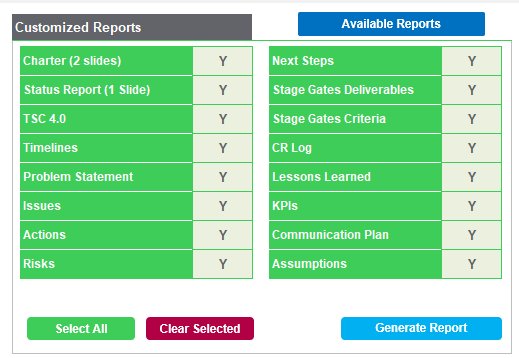 Customized Reports
Available Reports
Charter (2 slides) Y Next Steps Y
Status Report (1 Slide) Y Stage Gates Deliverables Y
TSC 4.0 Y Stage Gates Criteria Y
Timelines Y CR Log Y
Problem Statement Y Lessons Learned Y
Issues Y KPIs Y
Actions Y Communication Plan Y
Risks Y Assumptions Y
Select All Clear Selected Generate Report